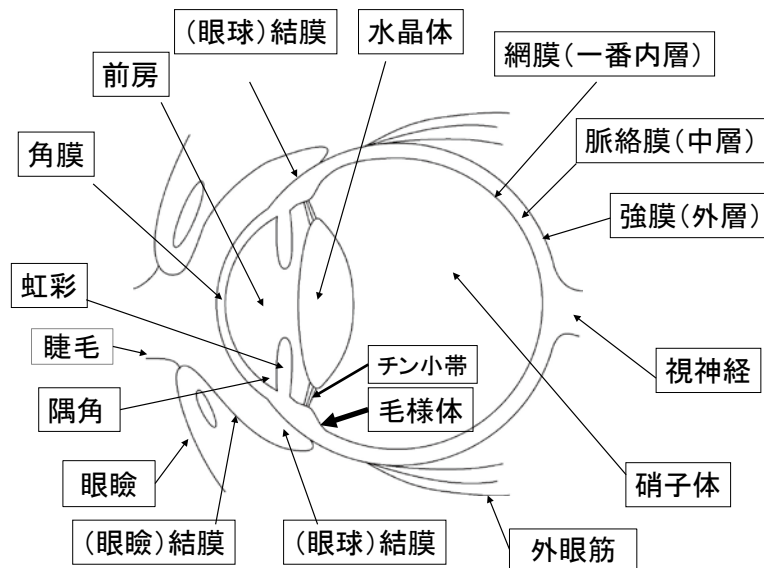 (眼球)結膜
水晶体
網膜(一番内層)
前房
脈絡膜(中層)
角膜
強膜(外層)
虹彩
睫毛
チン小帯
視神経
隅角
毛様体
眼瞼
硝子体
(眼瞼)結膜
(眼球)結膜
外眼筋